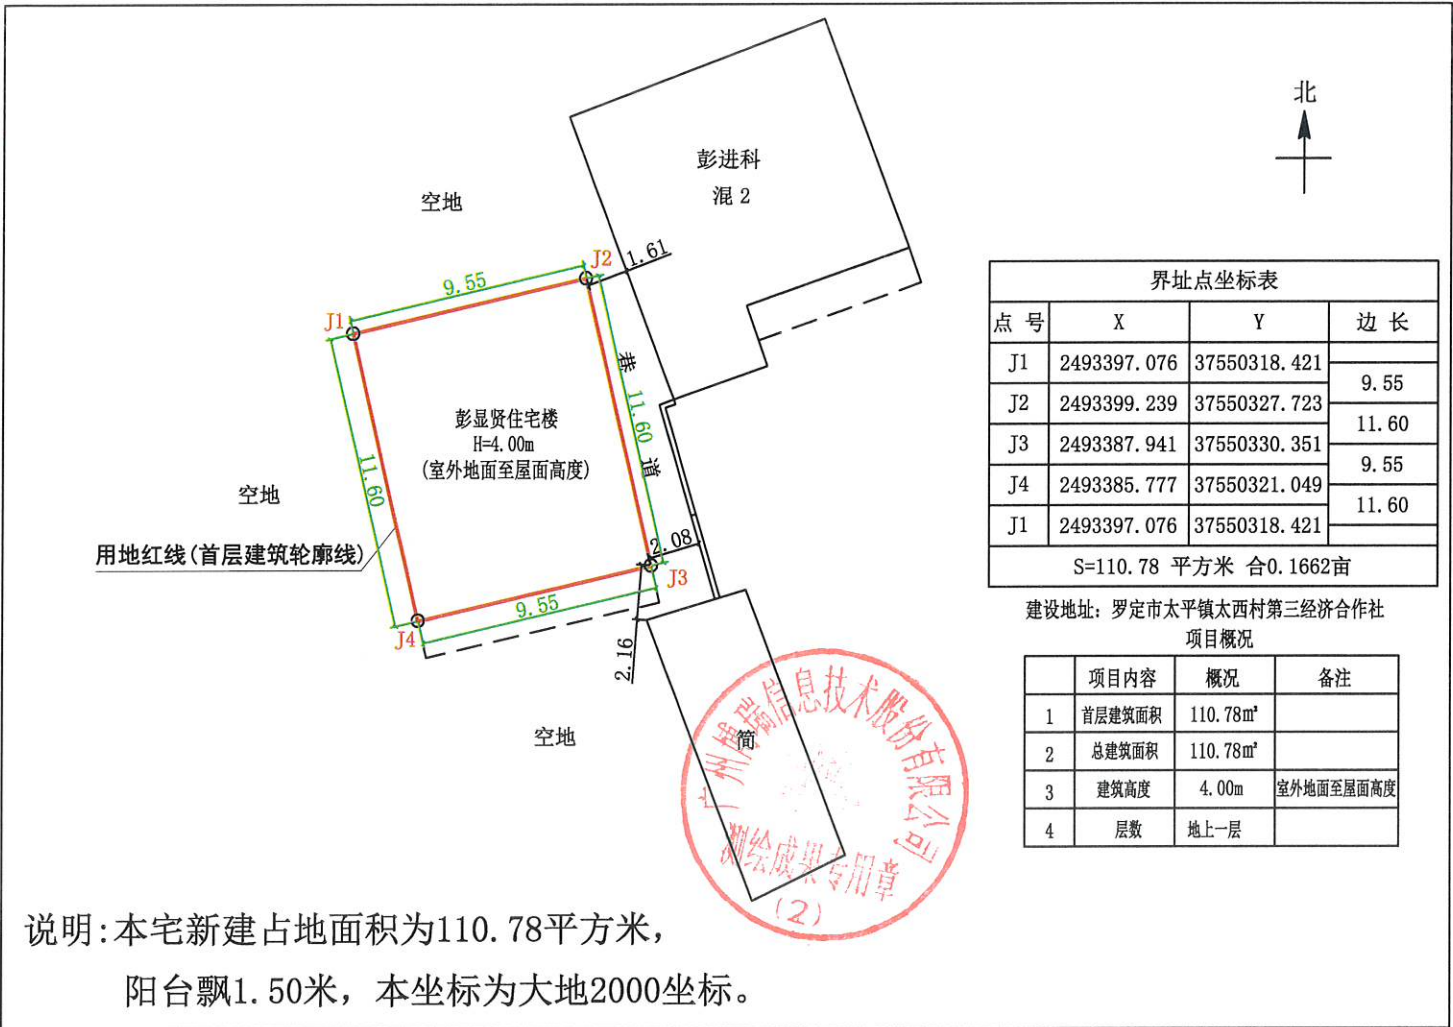 北
彭进科
混 2
空地
1.61
J2
9.55
J1
巷
道
11.60
彭显贤住宅楼
H=4.00m
(室外地面至屋面高度)
11.60
空地
用地红线(首层建筑轮廓线)
2.08
J3
9.55
J4
2.16
空地
简
界址点坐标表
点 号 X Y 边 长
J1 2493397.076 37550318.421
9.55
J2 2493399.239 37550327.723
11.60
J3 2493387.941 37550330.351
9.55
J4 2493385.777 37550321.049
11.60
J1 2493397.076 37550318.421
S=110.78 平方米 合0.1662亩
建设地址: 罗定市太平镇太西村第三经济合作社
项目概况
项目内容 概况 备注
1 首层建筑面积 110.78m²
2 总建筑面积 110.78m²
3 建筑高度 4.00m 室外地面至屋面高度
4 层数 地上一层
广州博瑞信息技术股份有限公司
测绘成果专用章
(2)
说明:本宅新建占地面积为110.78平方米,
阳台飘1.50米, 本坐标为大地2000坐标。